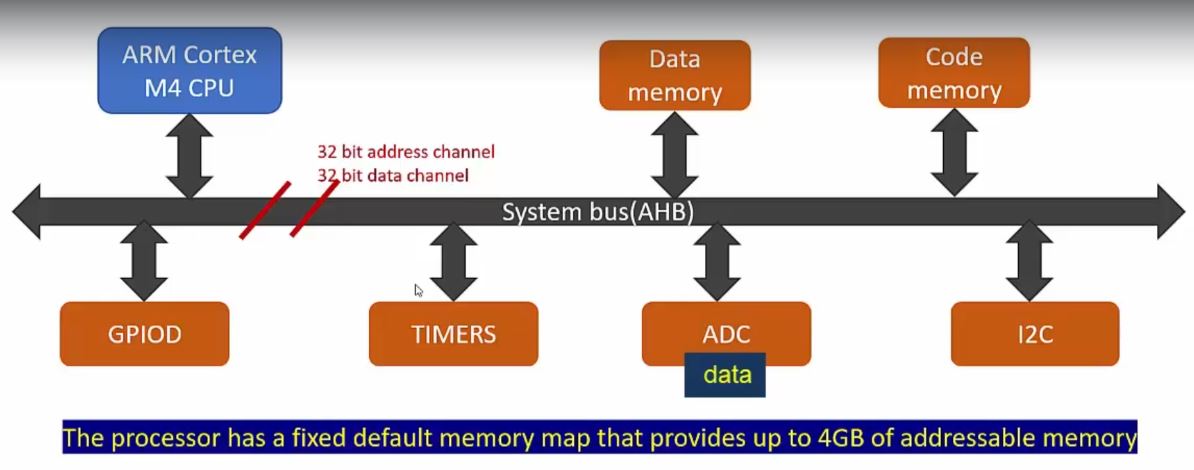 ARM Cortex
M4 CPU
Data
memory
Code
memory
32 bit address channel
32 bit data channel
System bus(AHB)
GPIOD
TIMERS
ADC
I2C
data
The processor has a fixed default memory map that provides up to 4GB of addressable memory